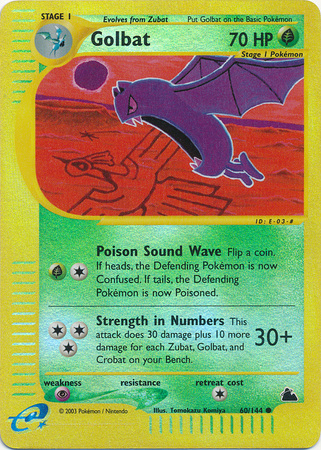 STAGE 1
Evolves from Zubat
Put Golbat on the Basic Pokémon
Golbat
70 HP
Stage 1 Pokémon
ID: E-03-#
Poison Sound Wave Flip a coin.
If heads, the Defending Pokémon is now
Confused. If tails, the Defending
Pokémon is now Poisoned.
Strength in Numbers This
attack does 30 damage plus 10 more
damage for each Zubat, Golbat, and
Crobat on your Bench.
30+
weakness
resistance
retreat cost
e
© 2003 Pokémon / Nintendo
Illus. Tomokazu Komiya
60/144